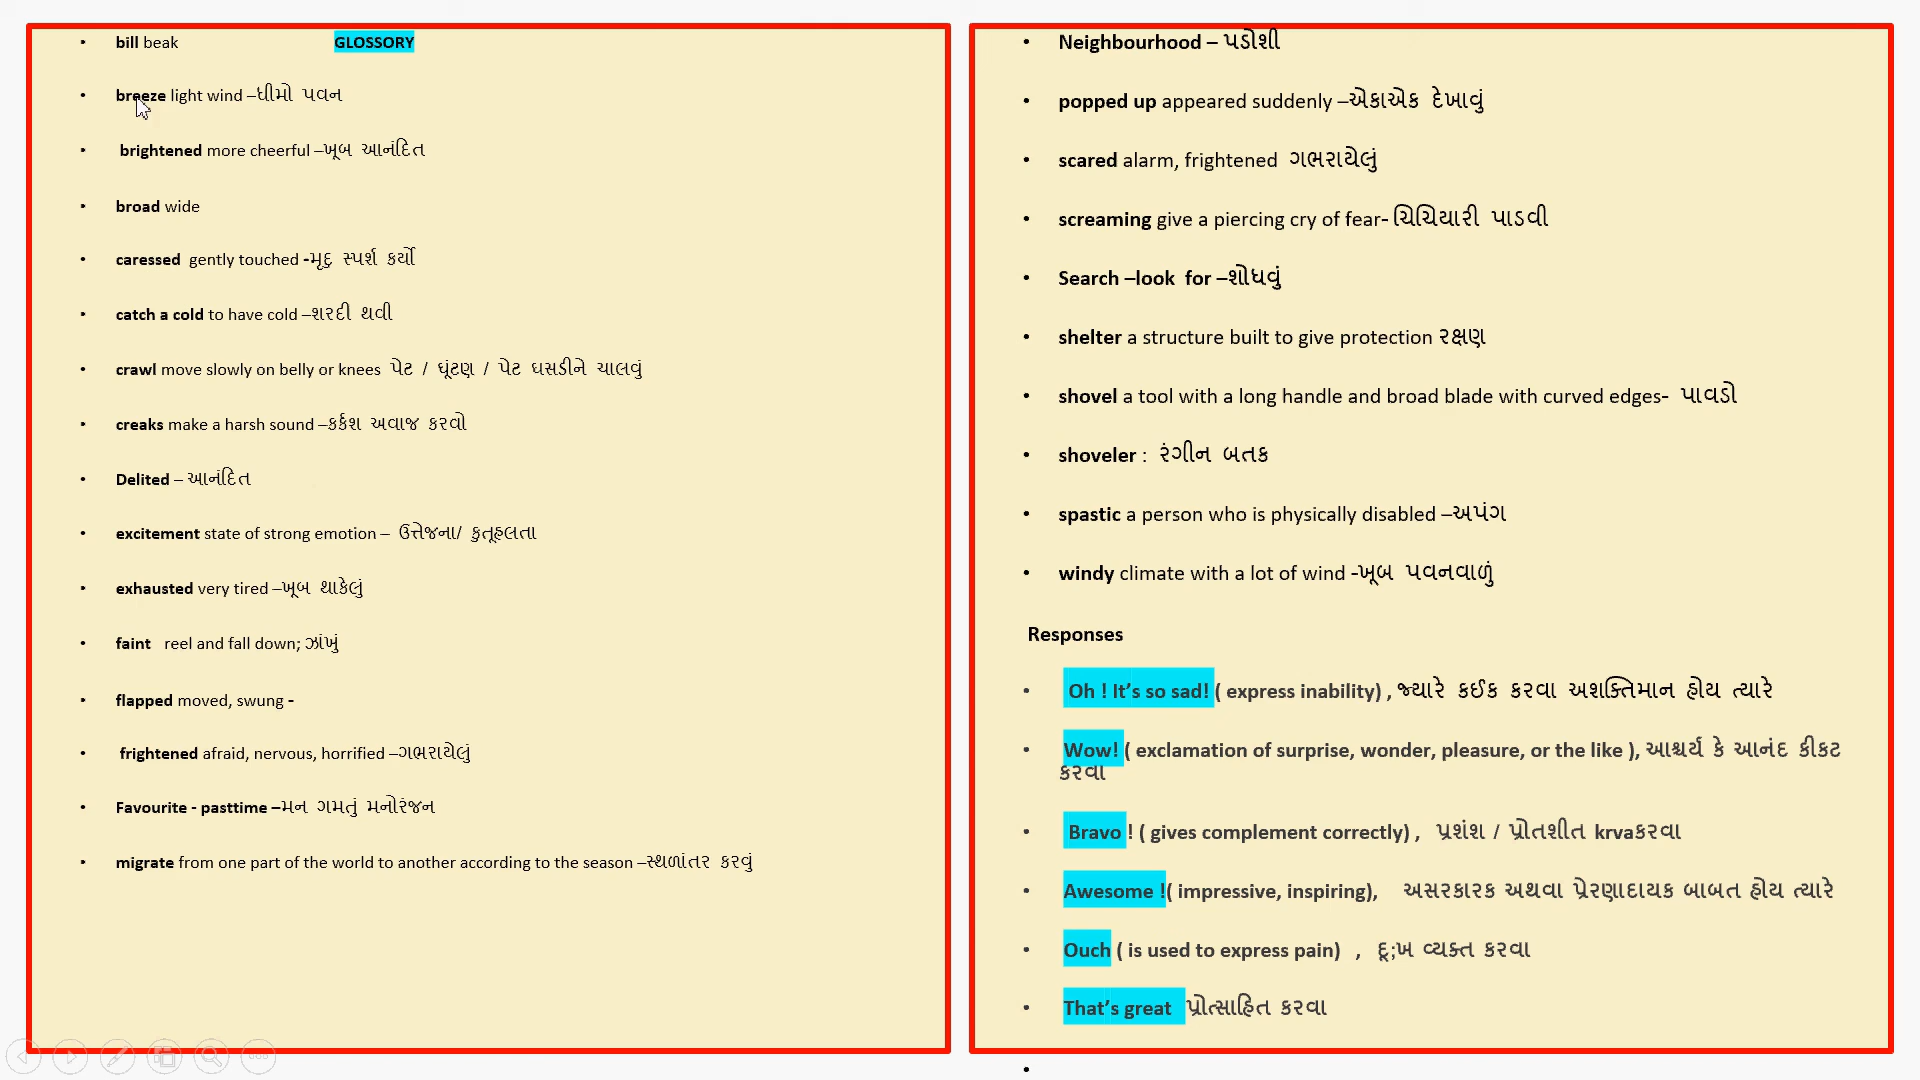 bill beak GLOSSORY
breeze light wind –ધીમો પવન
brightened more cheerful –ખૂબ આનંદિત
broad wide
caressed gently touched -મૃદુ સ્પર્શ કર્યો
catch a cold to have cold –શરદી થવી
crawl move slowly on belly or knees પેટ / ઘૂંટણ / પેટ ઘસડીને ચાલવું
creaks make a harsh sound –કર્કશ અવાજ કરવો
Delited – આનંદિત
excitement state of strong emotion – ઉત્તેજના/ કુતૂહલતા
exhausted very tired –ખૂબ થાકેલું
faint reel and fall down; ઝાંખું
flapped moved, swung -
frightened afraid, nervous, horrified –ગભરાયેલું
Favourite - pasttime –મન ગમતું મનોરંજન
migrate from one part of the world to another according to the season –સ્થળાંતર કરવું
Neighbourhood – પડોશી
popped up appeared suddenly –એકાએક દેખાવું
scared alarm, frightened ગભરાયેલું
screaming give a piercing cry of fear- ચિચિયારી પાડવી
Search –look for –શોધવું
shelter a structure built to give protection રક્ષણ
shovel a tool with a long handle and broad blade with curved edges- પાવડો
shoveler : રંગીન બતક
spastic a person who is physically disabled –અપંગ
windy climate with a lot of wind -ખૂબ પવનવાળું
Responses
Oh ! It's so sad! ( express inability) , જ્યારે કઈક કરવા અશક્તિમાન હોય ત્યારે
Wow! ( exclamation of surprise, wonder, pleasure, or the like ), આશ્ચર્ય કે આનંદ કીકટ
કરવા
Bravo ! ( gives complement correctly) , પ્રશંશ / પ્રોતશીત krvaકરવા
Awesome !( impressive, inspiring), અસરકારક અથવા પ્રેરણાદાયક બાબત હોય ત્યારે
Ouch ( is used to express pain) , દૂ;ખ વ્યક્ત કરવા
That's great પ્રોત્સાહિત કરવા